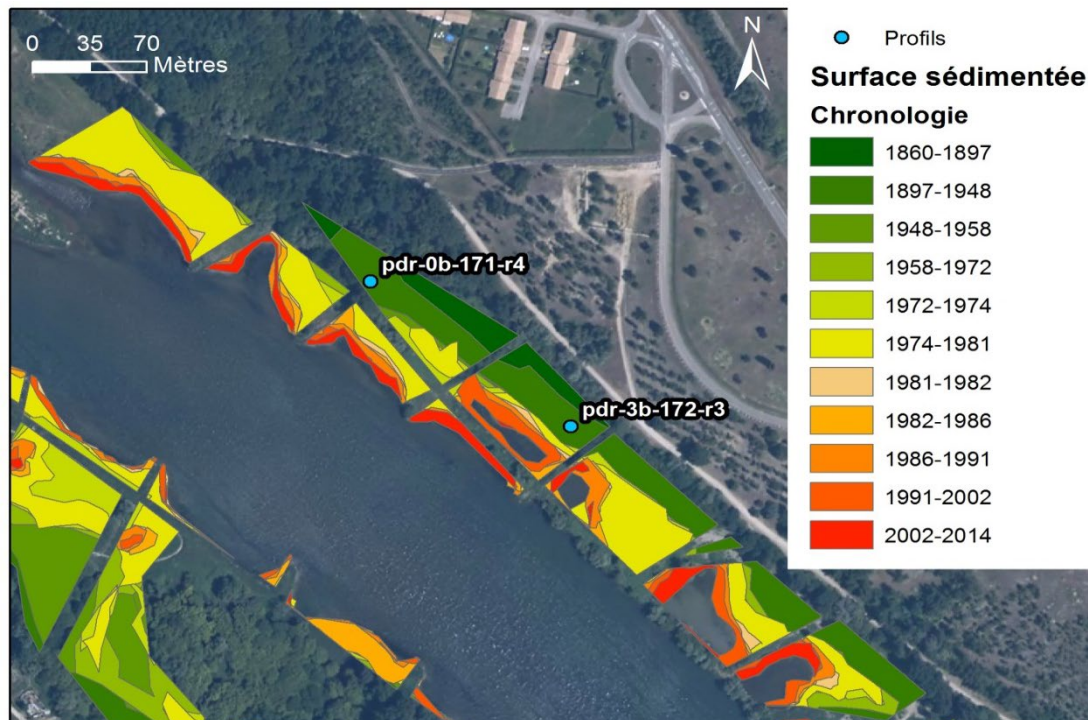 0 35 70
Mètres
N
pdr-0b-171-r4
pdr-3b-172-r3
Profils
Surface sédimentée
Chronologie
1860-1897
1897-1948
1948-1958
1958-1972
1972-1974
1974-1981
1981-1982
1982-1986
1986-1991
1991-2002
2002-2014